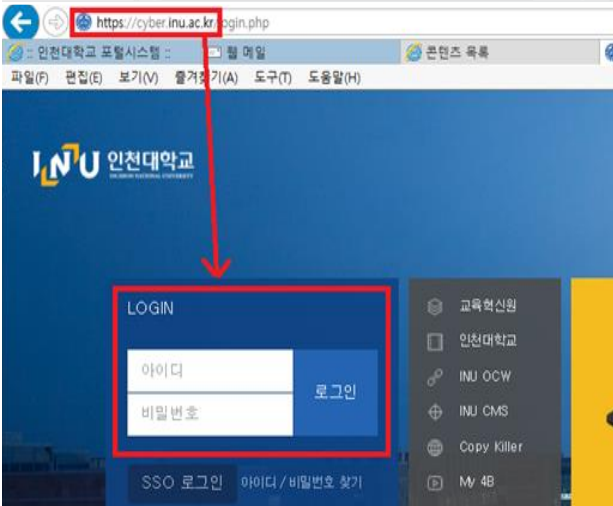 https://cyber.inu.ac.kr/login.php
:: 인천대학교 포털시스템 ::
웹 메일
콘텐츠 목록
파일(F) 편집(E) 보기(V) 즐겨찾기(A) 도구(T) 도움말(H)
INU 인천대학교
INCHEON NATIONAL UNIVERSITY
LOGIN
아이디
비밀번호
로그인
SSO 로그인 아이디 / 비밀번호 찾기
교육혁신원
인천대학교
INU OCW
INU CMS
Copy Killer
My 4B